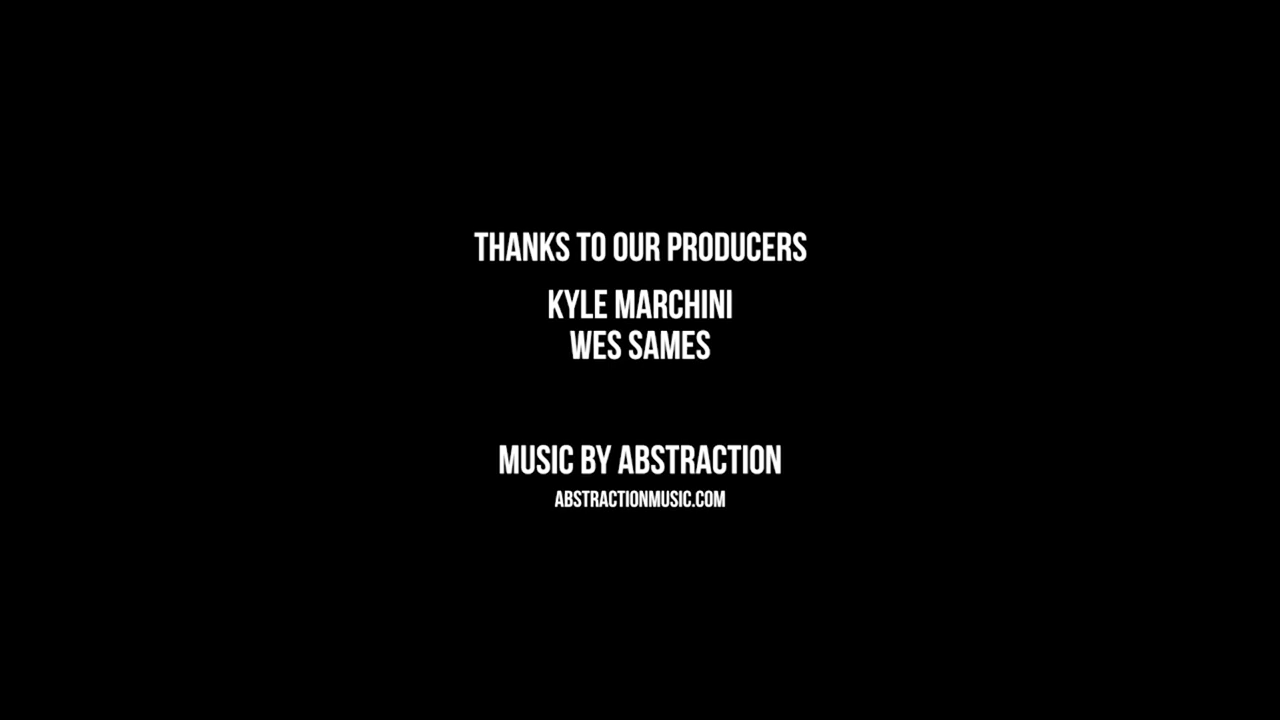 THANKS TO OUR PRODUCERS
KYLE MARCHINI
WES SAMES
MUSIC BY ABSTRACTION
ABSTRACTIONMUSIC.COM